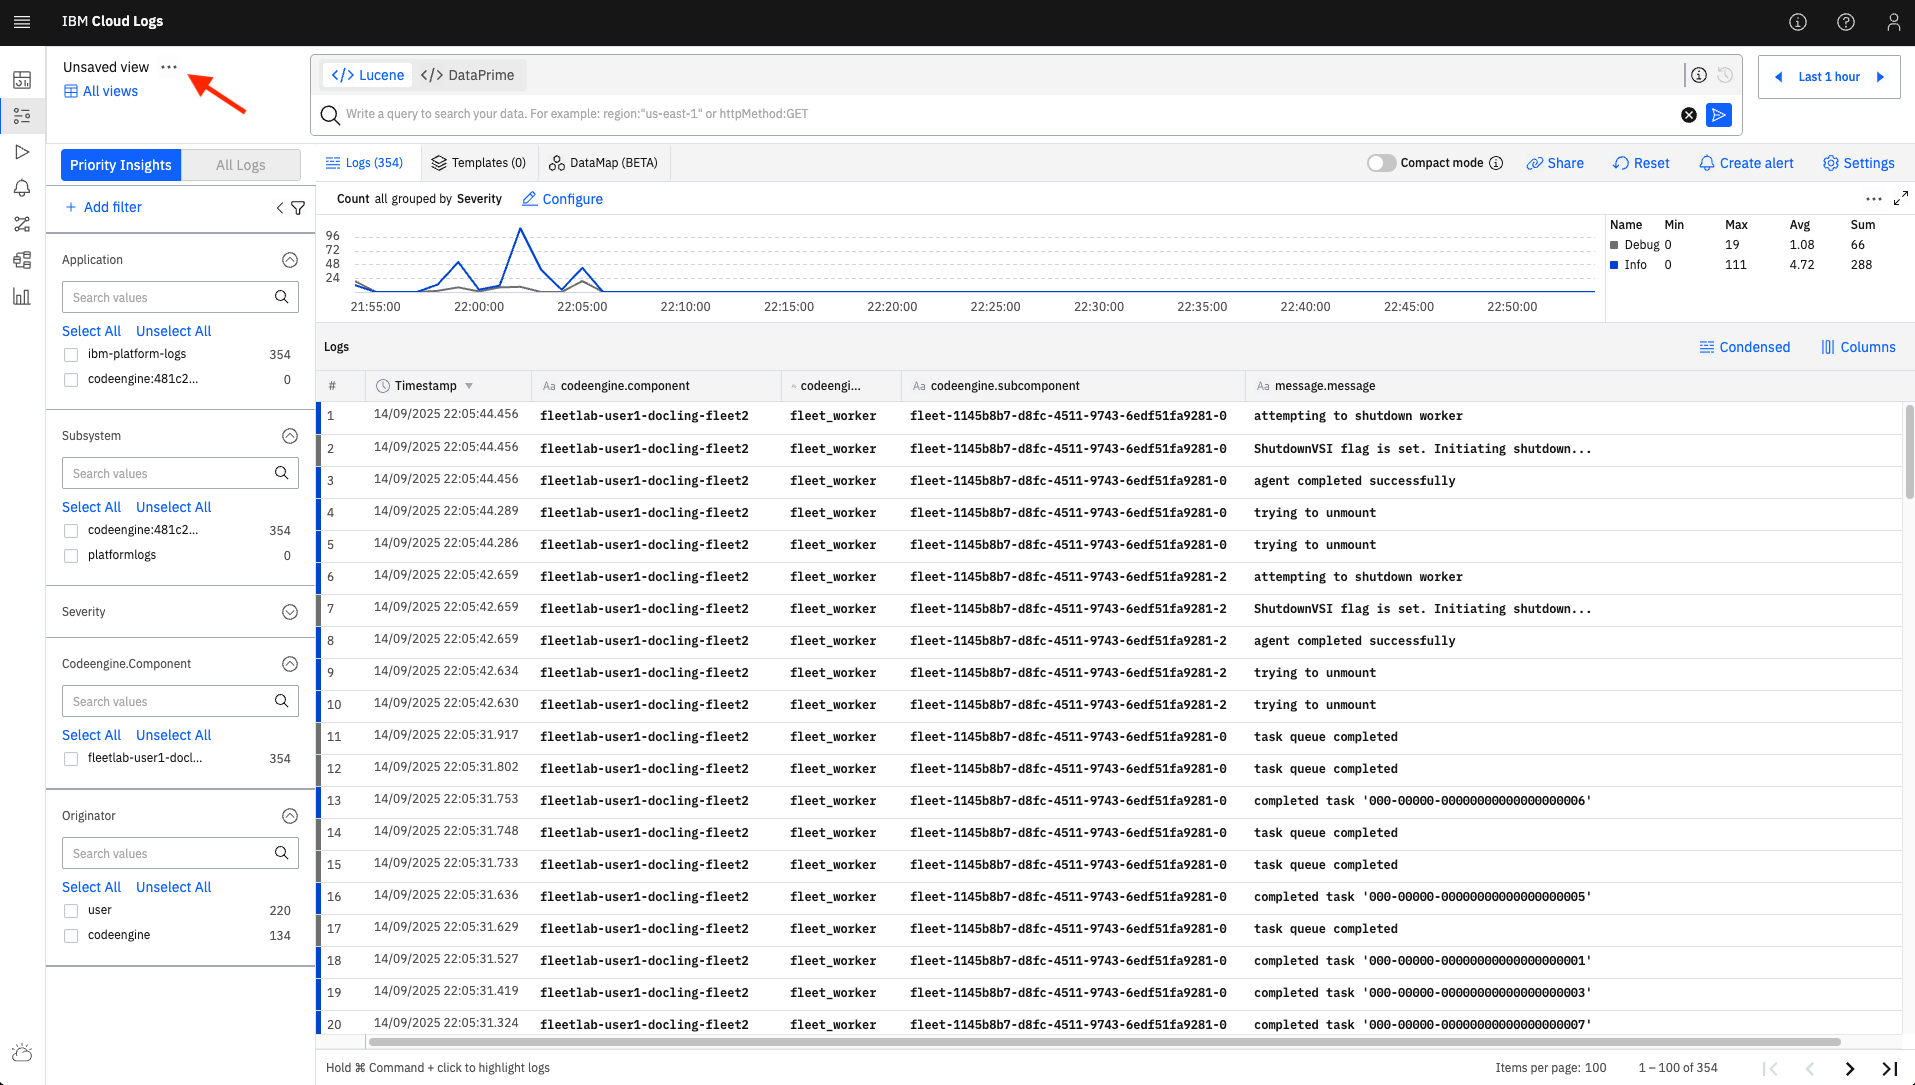 IBM Cloud Logs
Unsaved view
All views
Lucene
DataPrime
Write a query to search your data. For example: region:"us-east-1" or httpMethod:GET
Last 1 hour
Priority Insights
All Logs
Logs (354)
Templates (0)
DataMap (BETA)
Compact mode
Share
Reset
Create alert
Settings
+ Add filter
Count all grouped by Severity
Configure
96
72
48
24
21:55:00 22:00:00 22:05:00 22:10:00 22:15:00 22:20:00 22:25:00 22:30:00 22:35:00 22:40:00 22:45:00 22:50:00
Name Min Max Avg Sum
Debug 0 19 1.08 66
Info 0 111 4.72 288
Application
Search values
Select All Unselect All
ibm-platform-logs 354
codeengine:481c2... 0
Subsystem
Search values
Select All Unselect All
codeengine:481c2... 354
platformlogs 0
Severity
Codeengine.Component
Search values
Select All Unselect All
fleetlab-user1-docl... 354
Originator
Search values
Select All Unselect All
user 220
codeengine 134
Logs
Condensed
Columns
# Timestamp Aa codeengine.component codeengi... Aa codeengine.subcomponent Aa message.message
1 14/09/2025 22:05:44.456 fleetlab-user1-docling-fleet2 fleet_worker fleet-1145b8b7-d8fc-4511-9743-6edf51fa9281-0 attempting to shutdown worker
2 14/09/2025 22:05:44.456 fleetlab-user1-docling-fleet2 fleet_worker fleet-1145b8b7-d8fc-4511-9743-6edf51fa9281-0 ShutdownVSI flag is set. Initiating shutdown...
3 14/09/2025 22:05:44.456 fleetlab-user1-docling-fleet2 fleet_worker fleet-1145b8b7-d8fc-4511-9743-6edf51fa9281-0 agent completed successfully
4 14/09/2025 22:05:44.289 fleetlab-user1-docling-fleet2 fleet_worker fleet-1145b8b7-d8fc-4511-9743-6edf51fa9281-0 trying to unmount
5 14/09/2025 22:05:44.286 fleetlab-user1-docling-fleet2 fleet_worker fleet-1145b8b7-d8fc-4511-9743-6edf51fa9281-0 trying to unmount
6 14/09/2025 22:05:42.659 fleetlab-user1-docling-fleet2 fleet_worker fleet-1145b8b7-d8fc-4511-9743-6edf51fa9281-2 attempting to shutdown worker
7 14/09/2025 22:05:42.659 fleetlab-user1-docling-fleet2 fleet_worker fleet-1145b8b7-d8fc-4511-9743-6edf51fa9281-2 ShutdownVSI flag is set. Initiating shutdown...
8 14/09/2025 22:05:42.659 fleetlab-user1-docling-fleet2 fleet_worker fleet-1145b8b7-d8fc-4511-9743-6edf51fa9281-2 agent completed successfully
9 14/09/2025 22:05:42.634 fleetlab-user1-docling-fleet2 fleet_worker fleet-1145b8b7-d8fc-4511-9743-6edf51fa9281-2 trying to unmount
10 14/09/2025 22:05:42.630 fleetlab-user1-docling-fleet2 fleet_worker fleet-1145b8b7-d8fc-4511-9743-6edf51fa9281-2 trying to unmount
11 14/09/2025 22:05:31.917 fleetlab-user1-docling-fleet2 fleet_worker fleet-1145b8b7-d8fc-4511-9743-6edf51fa9281-0 task queue completed
12 14/09/2025 22:05:31.802 fleetlab-user1-docling-fleet2 fleet_worker fleet-1145b8b7-d8fc-4511-9743-6edf51fa9281-0 task queue completed
13 14/09/2025 22:05:31.753 fleetlab-user1-docling-fleet2 fleet_worker fleet-1145b8b7-d8fc-4511-9743-6edf51fa9281-0 completed task '000-00000-00000000000000000006'
14 14/09/2025 22:05:31.748 fleetlab-user1-docling-fleet2 fleet_worker fleet-1145b8b7-d8fc-4511-9743-6edf51fa9281-0 task queue completed
15 14/09/2025 22:05:31.733 fleetlab-user1-docling-fleet2 fleet_worker fleet-1145b8b7-d8fc-4511-9743-6edf51fa9281-0 task queue completed
16 14/09/2025 22:05:31.636 fleetlab-user1-docling-fleet2 fleet_worker fleet-1145b8b7-d8fc-4511-9743-6edf51fa9281-0 completed task '000-00000-00000000000000000005'
17 14/09/2025 22:05:31.629 fleetlab-user1-docling-fleet2 fleet_worker fleet-1145b8b7-d8fc-4511-9743-6edf51fa9281-0 task queue completed
18 14/09/2025 22:05:31.527 fleetlab-user1-docling-fleet2 fleet_worker fleet-1145b8b7-d8fc-4511-9743-6edf51fa9281-0 completed task '000-00000-00000000000000000001'
19 14/09/2025 22:05:31.419 fleetlab-user1-docling-fleet2 fleet_worker fleet-1145b8b7-d8fc-4511-9743-6edf51fa9281-0 completed task '000-00000-00000000000000000003'
20 14/09/2025 22:05:31.324 fleetlab-user1-docling-fleet2 fleet_worker fleet-1145b8b7-d8fc-4511-9743-6edf51fa9281-0 completed task '000-00000-00000000000000000007'
Hold ⌘ Command + click to highlight logs
Items per page: 100
1 – 100 of 354